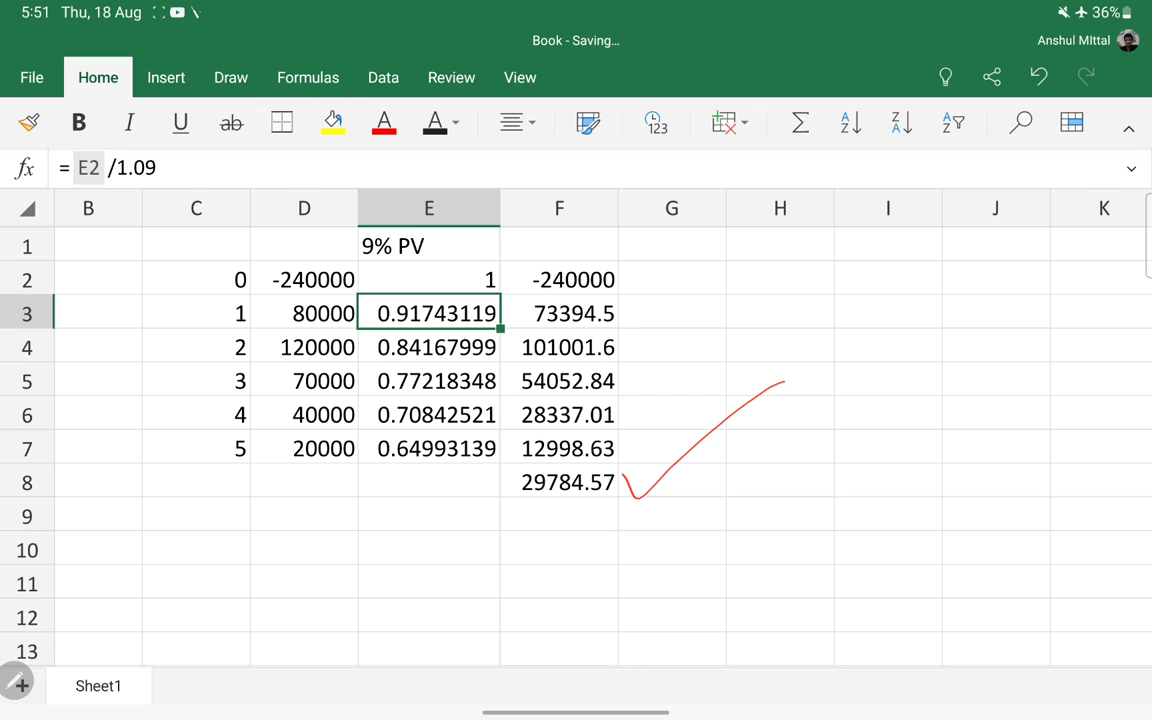 5:51 Thu, 18 Aug 36%
Book - Saving...
Anshul MIttal
File Home Insert Draw Formulas Data Review View
B I U ab A A 123 A Z Z A A Z
fx = E2 /1.09
B C D E F G H I J K
1 9% PV
2 0 -240000 1 -240000
3 1 80000 0.91743119 73394.5
4 2 120000 0.84167999 101001.6
5 3 70000 0.77218348 54052.84
6 4 40000 0.70842521 28337.01
7 5 20000 0.64993139 12998.63
8 29784.57
9
10
11
12
13
Sheet1